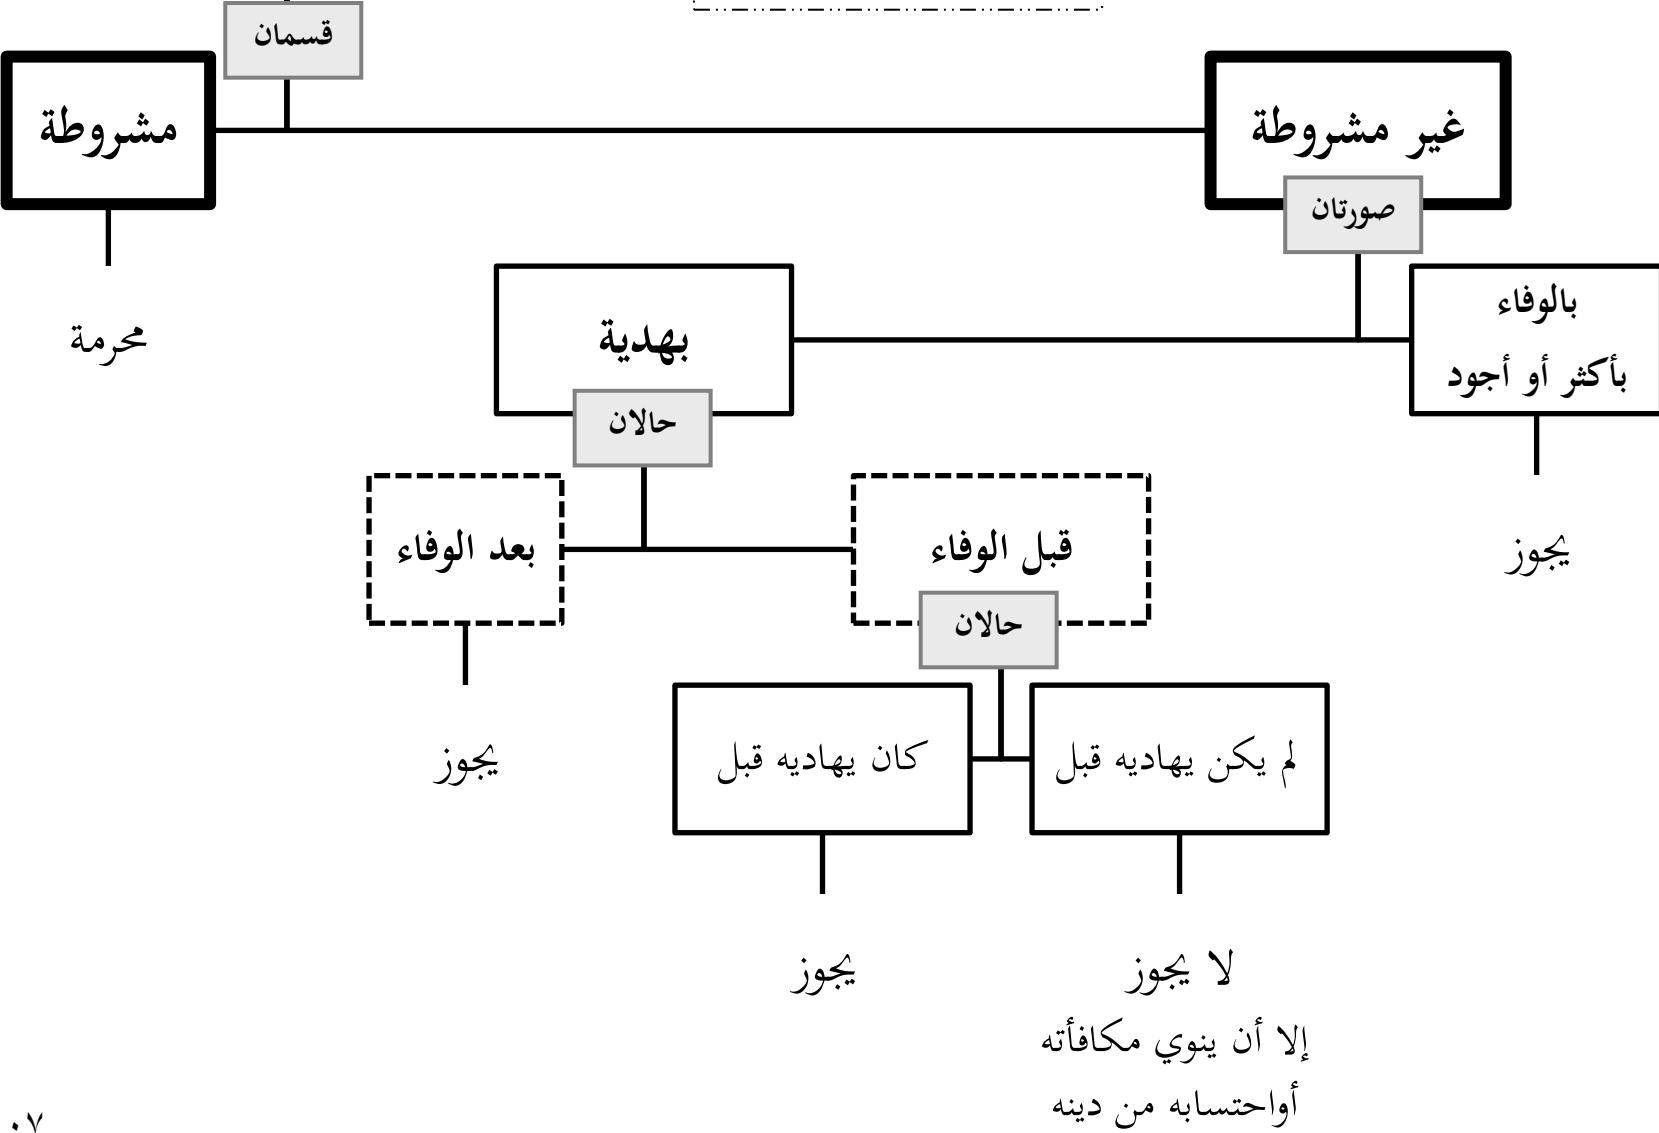 قسمان
غير مشروطة
مشروطة
صورتان
بالوفاء
بأكثر أو أجود
بهدية
محرمة
حالان
قبل الوفاء
بعد الوفاء
يجوز
حالان
لم يكن يهاديه قبل
كان يهاديه قبل
يجوز
لا يجوز
يجوز
إلا أن ينوي مكافأته
أواحتسابه من دينه
٠٧